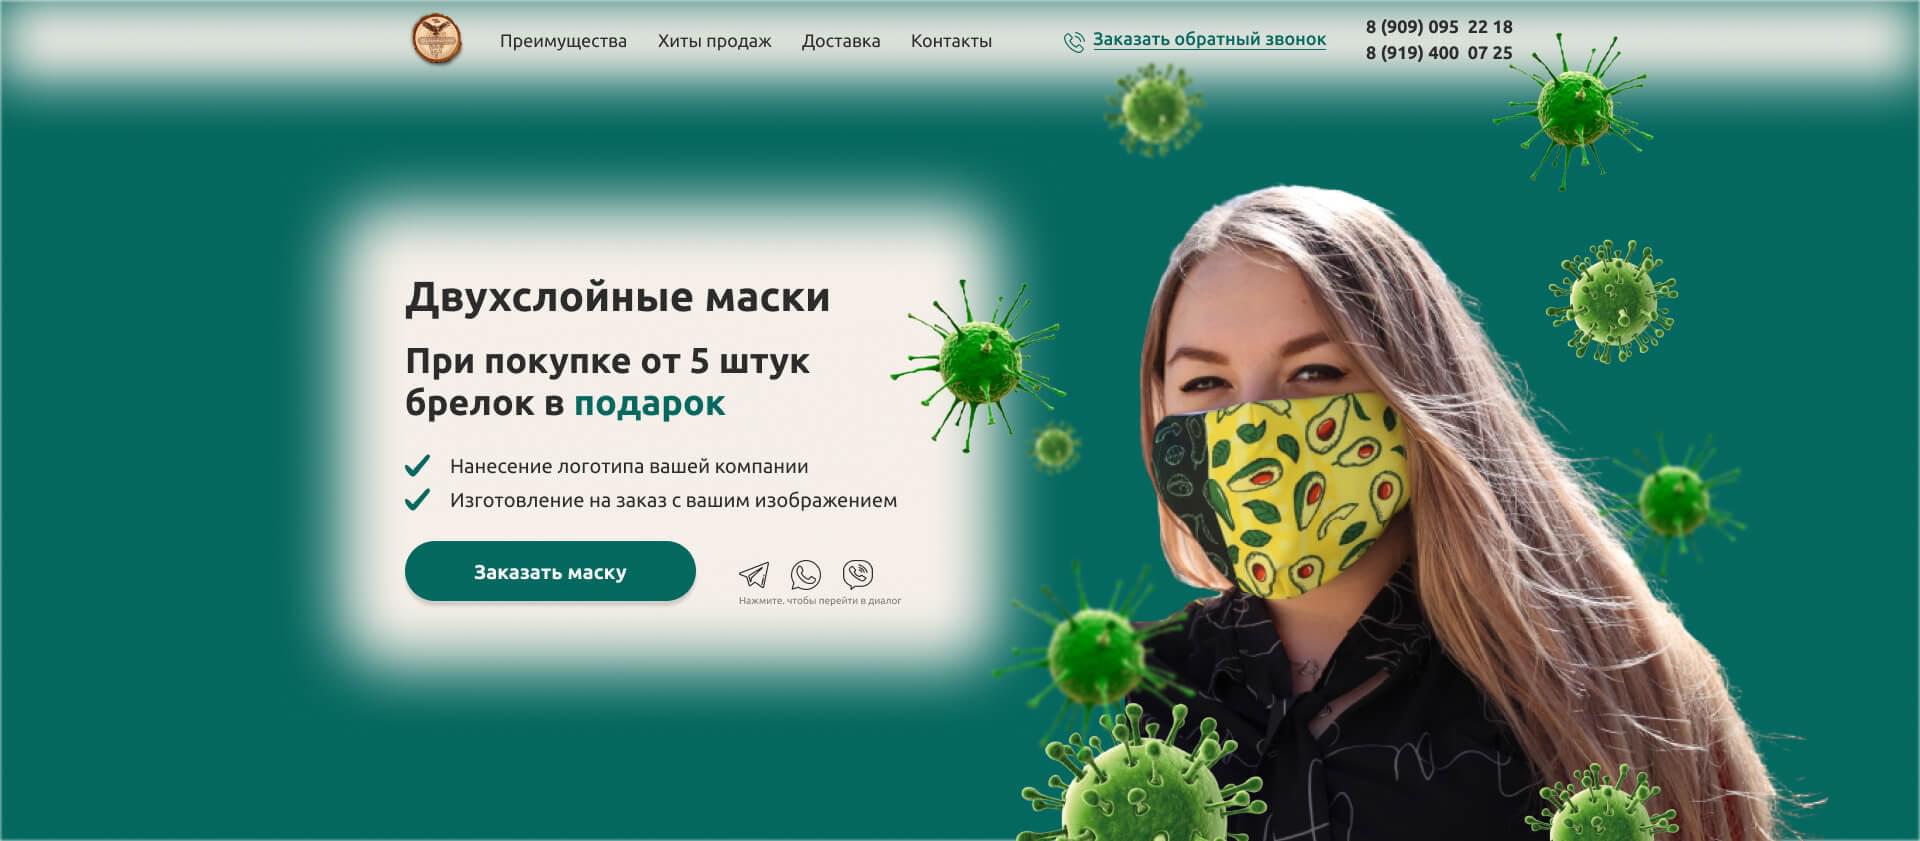 Преимущества
Хиты продаж
Доставка
Контакты
Заказать обратный звонок
8 (909) 095 22 18
8 (919) 400 07 25
Двухслойные маски
При покупке от 5 штук
брелок в подарок
Нанесение логотипа вашей компании
Изготовление на заказ с вашим изображением
Заказать маску
Нажмите, чтобы перейти в диалог